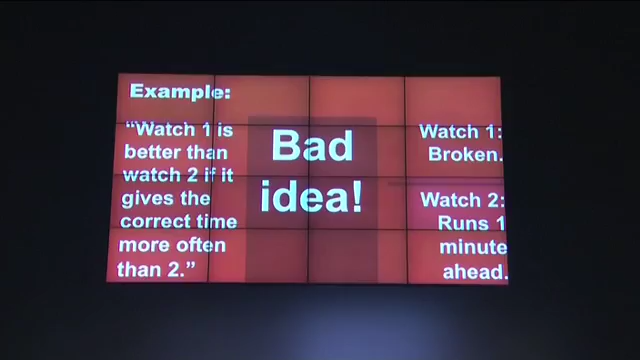 Example:
"Watch 1 is
better than
watch 2 if it
gives the
correct time
more often
than 2."
Bad
idea!
Watch 1:
Broken.
Watch 2:
Runs 1
minute
ahead.